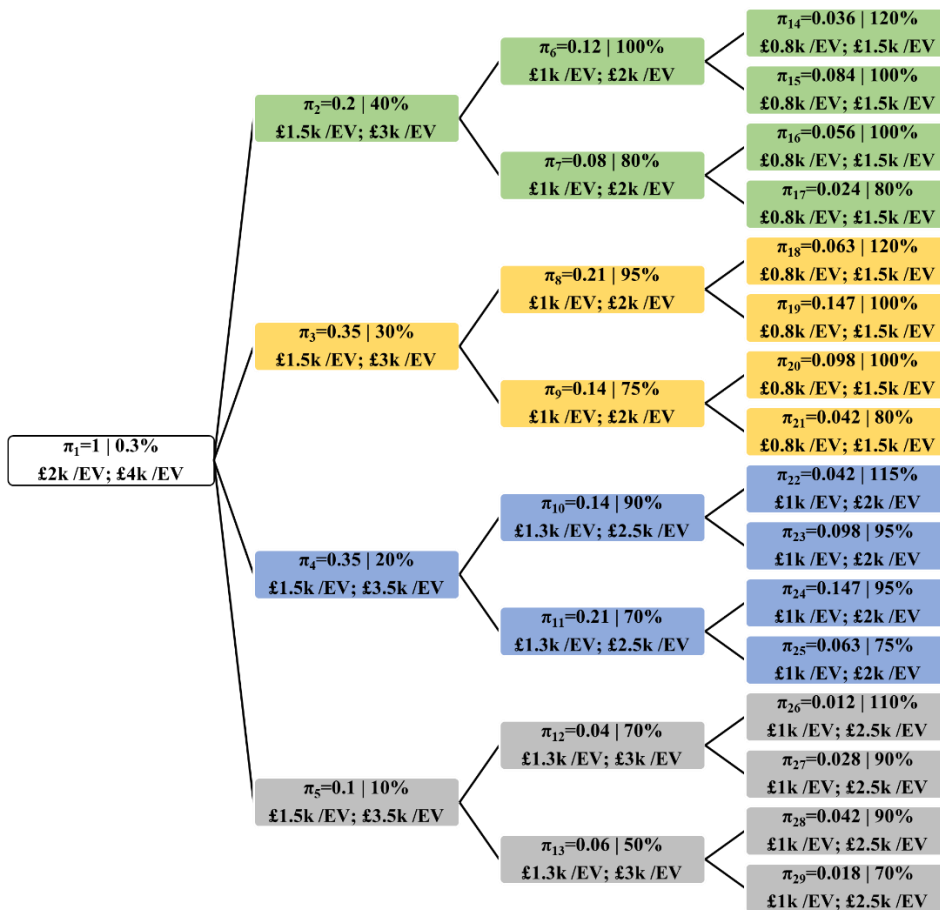 π₁=1 | 0.3%
£2k /EV; £4k /EV
π₂=0.2 | 40%
£1.5k /EV; £3k /EV
π₃=0.35 | 30%
£1.5k /EV; £3k /EV
π₄=0.35 | 20%
£1.5k /EV; £3.5k /EV
π₅=0.1 | 10%
£1.5k /EV; £3.5k /EV
π₆=0.12 | 100%
£1k /EV; £2k /EV
π₇=0.08 | 80%
£1k /EV; £2k /EV
π₈=0.21 | 95%
£1k /EV; £2k /EV
π₉=0.14 | 75%
£1k /EV; £2k /EV
π₁₀=0.14 | 90%
£1.3k /EV; £2.5k /EV
π₁₁=0.21 | 70%
£1.3k /EV; £2.5k /EV
π₁₂=0.04 | 70%
£1.3k /EV; £3k /EV
π₁₃=0.06 | 50%
£1.3k /EV; £3k /EV
π₁₄=0.036 | 120%
£0.8k /EV; £1.5k /EV
π₁₅=0.084 | 100%
£0.8k /EV; £1.5k /EV
π₁₆=0.056 | 100%
£0.8k /EV; £1.5k /EV
π₁₇=0.024 | 80%
£0.8k /EV; £1.5k /EV
π₁₈=0.063 | 120%
£0.8k /EV; £1.5k /EV
π₁₉=0.147 | 100%
£0.8k /EV; £1.5k /EV
π₂₀=0.098 | 100%
£0.8k /EV; £1.5k /EV
π₂₁=0.042 | 80%
£0.8k /EV; £1.5k /EV
π₂₂=0.042 | 115%
£1k /EV; £2k /EV
π₂₃=0.098 | 95%
£1k /EV; £2k /EV
π₂₄=0.147 | 95%
£1k /EV; £2k /EV
π₂₅=0.063 | 75%
£1k /EV; £2k /EV
π₂₆=0.012 | 110%
£1k /EV; £2.5k /EV
π₂₇=0.028 | 90%
£1k /EV; £2.5k /EV
π₂₈=0.042 | 90%
£1k /EV; £2.5k /EV
π₂₉=0.018 | 70%
£1k /EV; £2.5k /EV